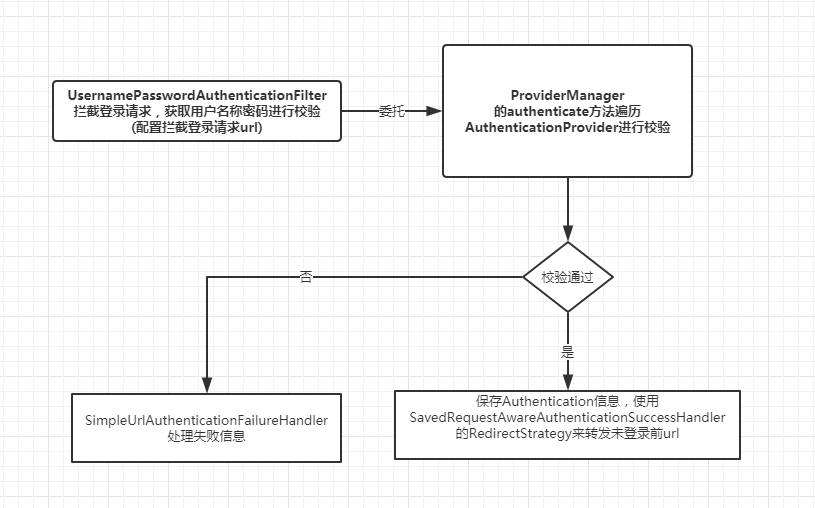 UsernamePasswordAuthenticationFilter
拦截登录请求，获取用户名称密码进行校验
(配置拦截登录请求url)
委托
ProviderManager
的authenticate方法遍历
AuthenticationProvider进行校验
校验通过
否
是
SimpleUrlAuthenticationFailureHandler
处理失败信息
保存Authentication信息，使用
SavedRequestAwareAuthenticationSuccessHandler
的RedirectStrategy来转发未登录前url